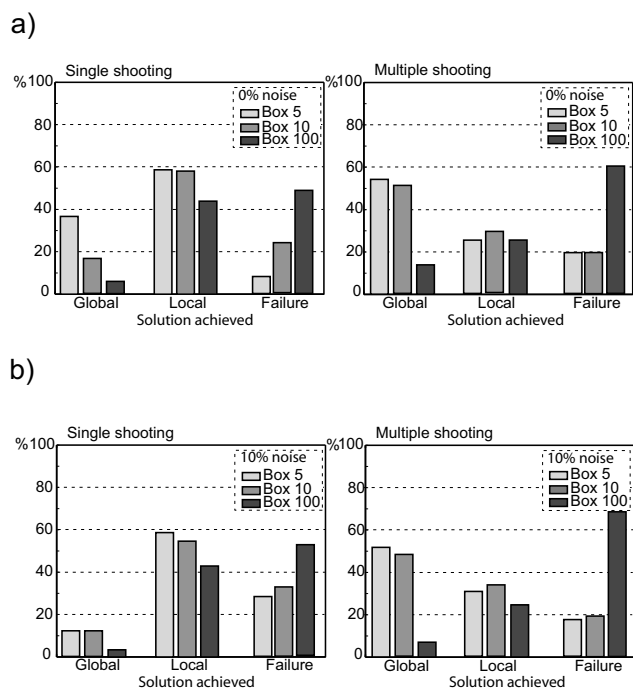 a)
Single shooting
%100
80
60
40
20
0
0% noise
Box 5
Box 10
Box 100
Global Local Failure
Solution achieved
Multiple shooting
%100
80
60
40
20
0
0% noise
Box 5
Box 10
Box 100
Global Local Failure
Solution achieved
b)
Single shooting
%100
80
60
40
20
0
10% noise
Box 5
Box 10
Box 100
Global Local Failure
Solution achieved
Multiple shooting
%100
80
60
40
20
0
10% noise
Box 5
Box 10
Box 100
Global Local Failure
Solution achieved